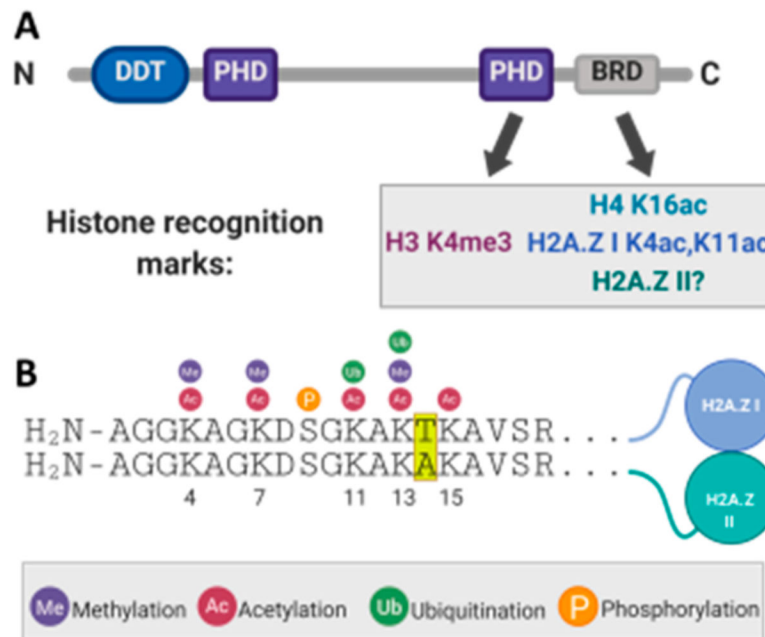 A
N DDT PHD PHD BRD C
Histone recognition
marks:
H4 K16ac
H3 K4me3 H2A.Z I K4ac,K11ac
H2A.Z II?
B
Ub
Me Me Ub Me
Ac Ac P Ac Ac Ac
H₂N-AGGKAGKDSGKAKTKAVSR...
H₂N-AGGKAGKDSGKAKAKAVSR...
4 7 11 13 15
H2A.Z I
H2A.Z
II
Me Methylation Ac Acetylation Ub Ubiquitination P Phosphorylation